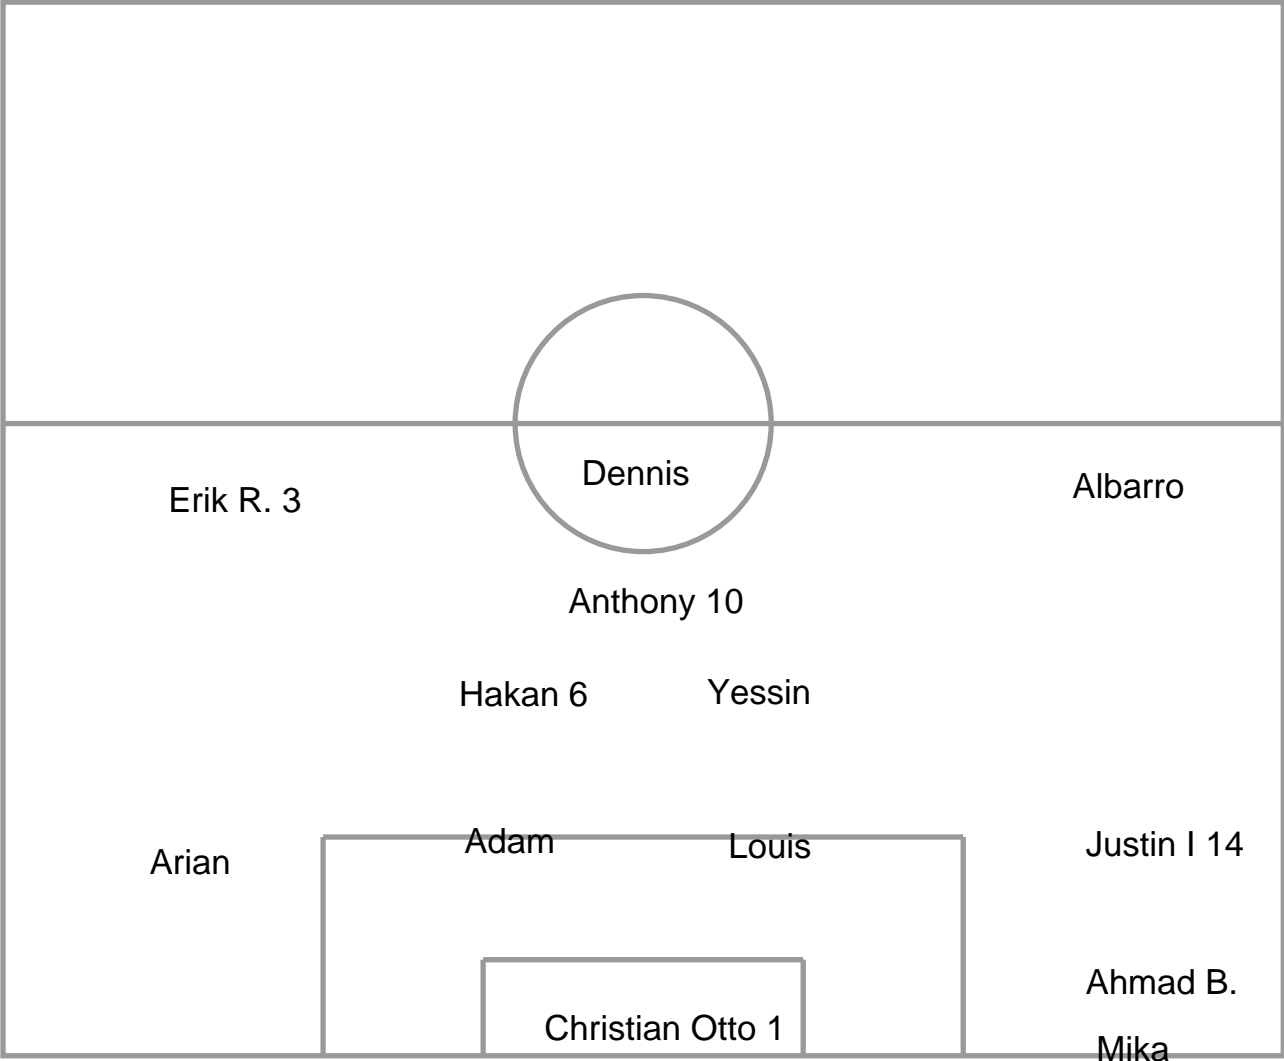 Dennis
Erik R. 3
Albarro
Anthony 10
Hakan 6
Yessin
Adam
Louis
Justin I 14
Arian
Ahmad B.
Christian Otto 1
Mika